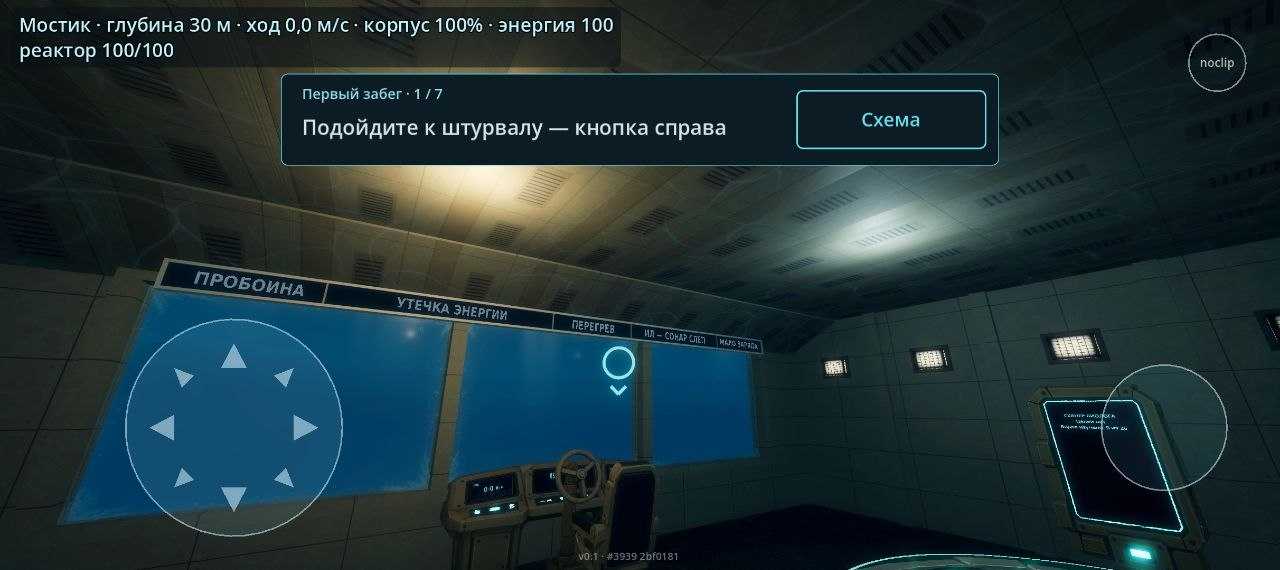 Мостик · глубина 30 м · ход 0,0 м/с · корпус 100% · энергия 100
реактор 100/100
noclip
Первый забег · 1 / 7
Подойдите к штурвалу — кнопка справа
Схема
ПРОБОИНА
УТЕЧКА ЭНЕРГИИ
ПЕРЕГРЕВ
ИЛ — СОНАР СЛЕП
МАЛО ЗАРЯДА
v0.1 · #3939 2bf0181